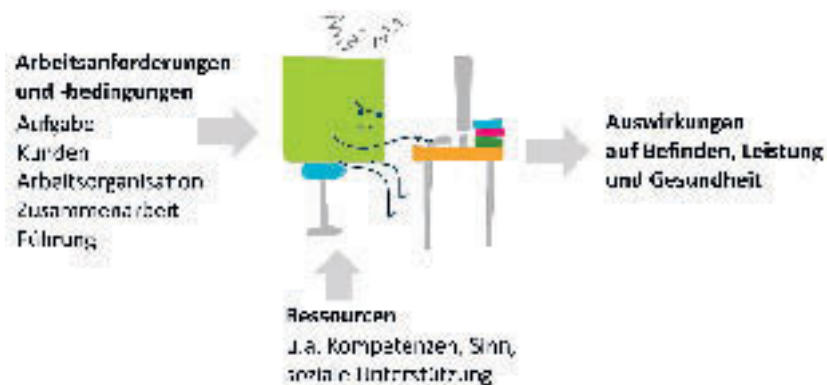 Arbeitsanforderungen
und -bedingungen
Aufgabe
Kunden
Arbeitsorganisation
Zusammenarbeit
Führung
Auswirkungen
auf Befinden, Leistung
und Gesundheit
Ressourcen
u.a. Kompetenzen, Sinn,
soziale Unterstützung